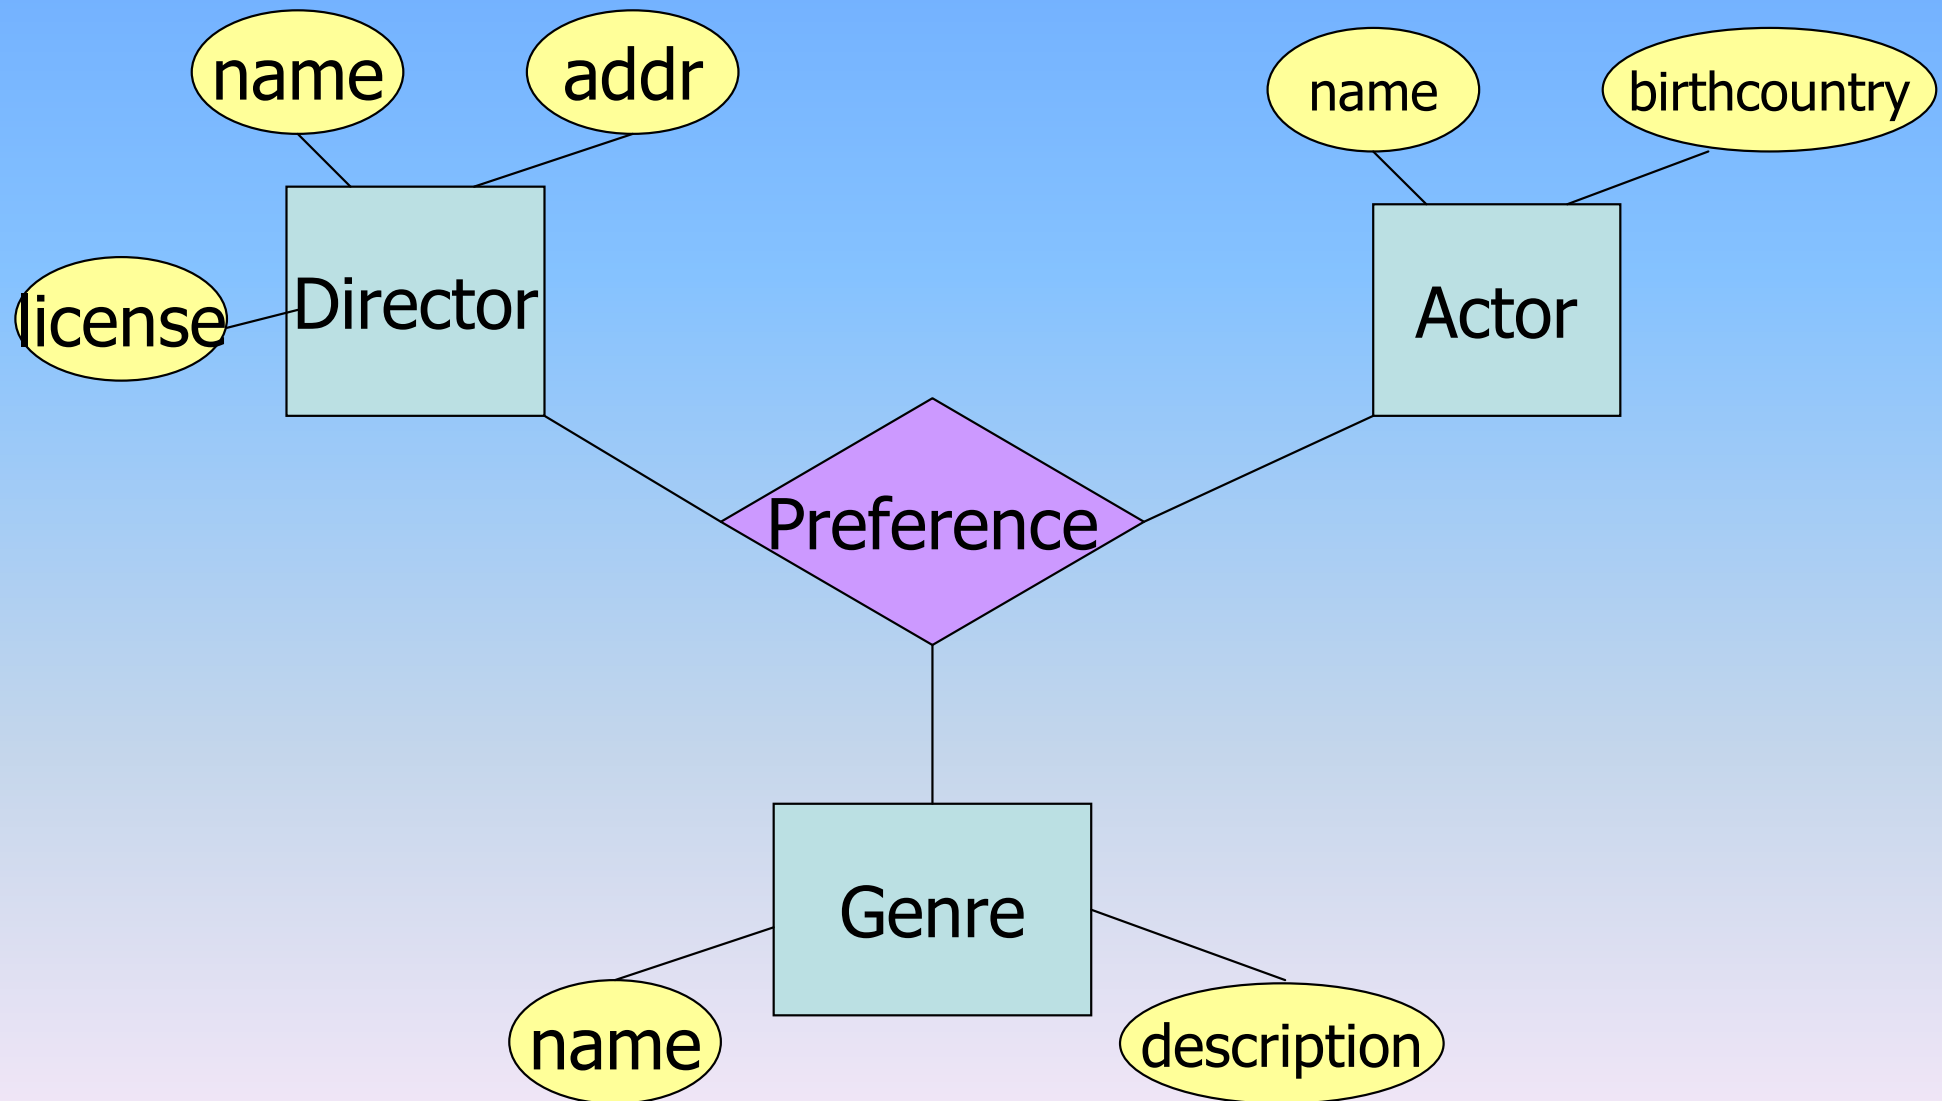 name
addr
name
birthcountry
license
Director
Actor
Preference
Genre
name
description